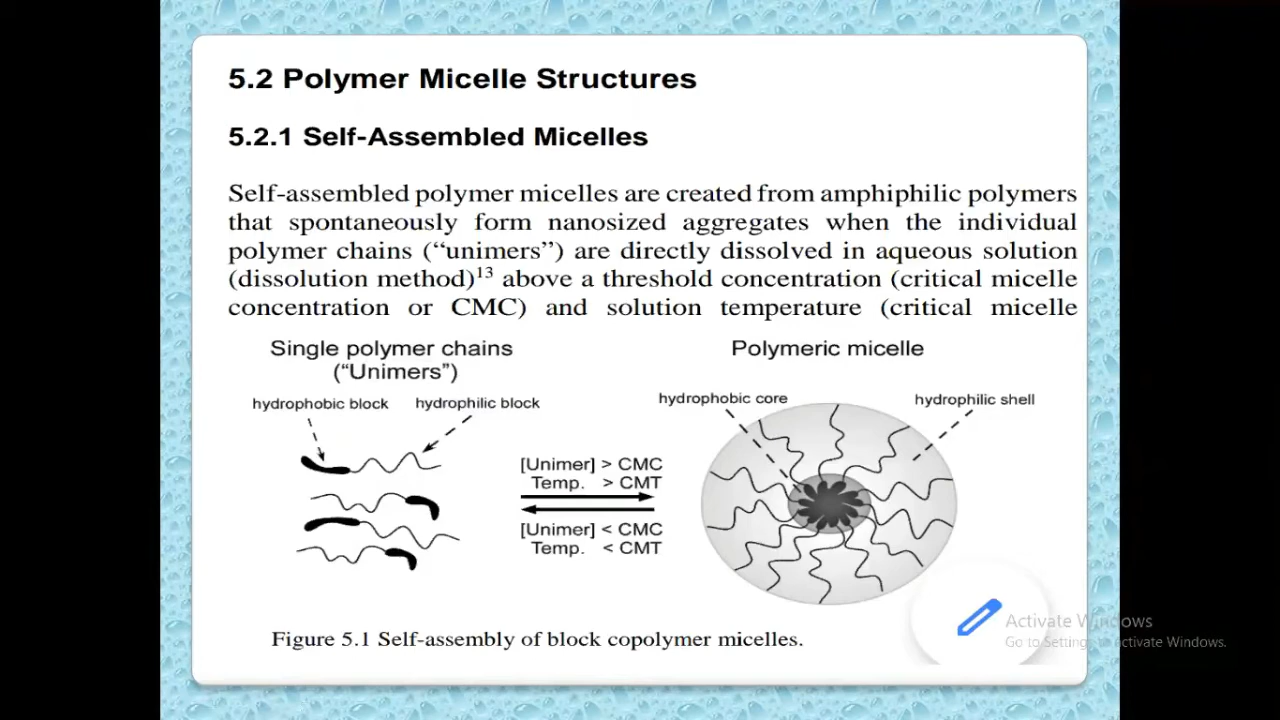 5.2 Polymer Micelle Structures
5.2.1 Self-Assembled Micelles
Self-assembled polymer micelles are created from amphiphilic polymers
that spontaneously form nanosized aggregates when the individual
polymer chains (“unimers”) are directly dissolved in aqueous solution
(dissolution method)¹³ above a threshold concentration (critical micelle
concentration or CMC) and solution temperature (critical micelle
Single polymer chains
(“Unimers”)
hydrophobic block
hydrophilic block
[Unimer] > CMC
Temp. > CMT
[Unimer] < CMC
Temp. < CMT
Polymeric micelle
hydrophobic core
hydrophilic shell
Figure 5.1 Self-assembly of block copolymer micelles.
Activate Windows
Go to Settings to activate Windows.